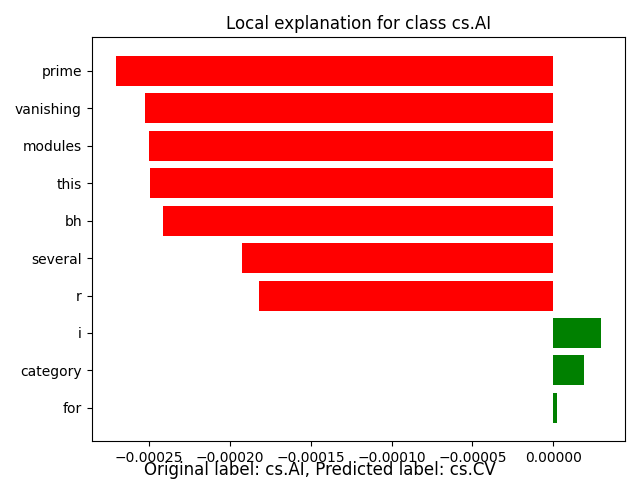 Local explanation for class cs.AI
prime
vanishing
modules
this
bh
several
r
i
category
for
−0.00025 −0.00020 −0.00015 −0.00010 −0.00005 0.00000
Original label: cs.AI, Predicted label: cs.CV